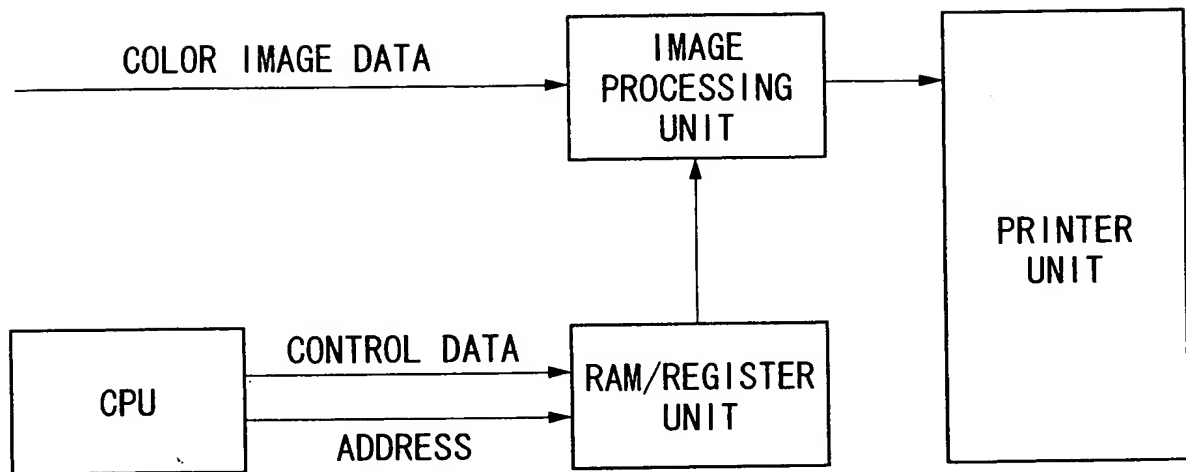 COLOR IMAGE DATA
IMAGE
PROCESSING
UNIT
PRINTER
UNIT
CPU
CONTROL DATA
ADDRESS
RAM/REGISTER
UNIT